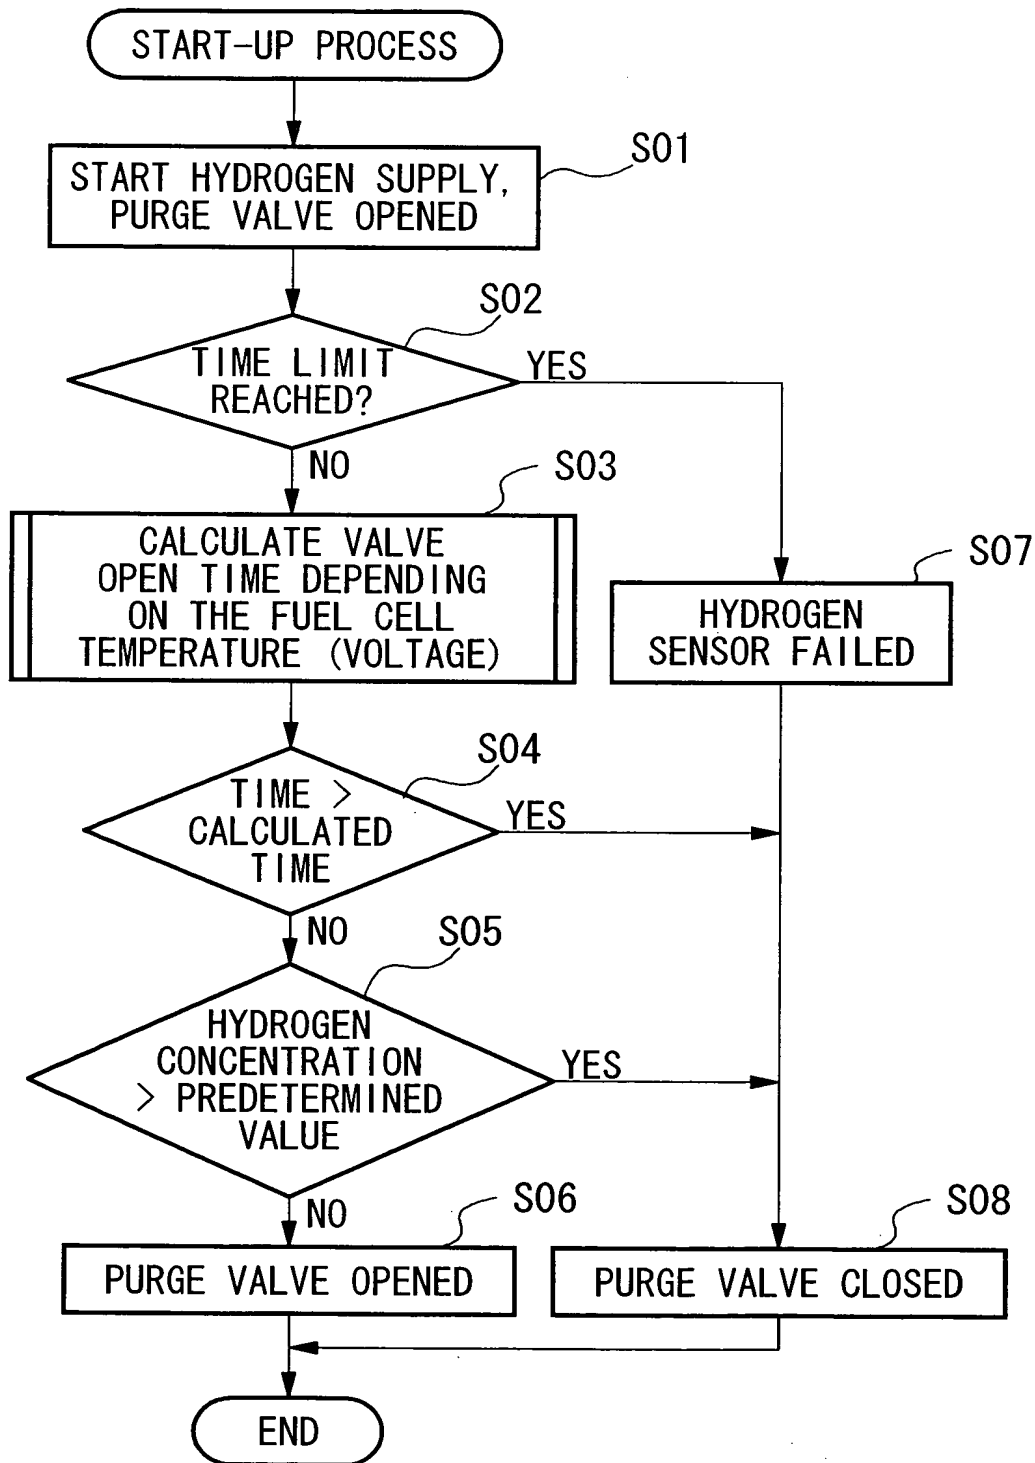 START-UP PROCESS
S01
START HYDROGEN SUPPLY,
PURGE VALVE OPENED
S02
TIME LIMIT
REACHED?
YES
NO
S03
CALCULATE VALVE
OPEN TIME DEPENDING
ON THE FUEL CELL
TEMPERATURE (VOLTAGE)
S07
HYDROGEN
SENSOR FAILED
S04
TIME >
CALCULATED
TIME
YES
NO
S05
HYDROGEN
CONCENTRATION
> PREDETERMINED
VALUE
YES
NO
S06
PURGE VALVE OPENED
S08
PURGE VALVE CLOSED
END